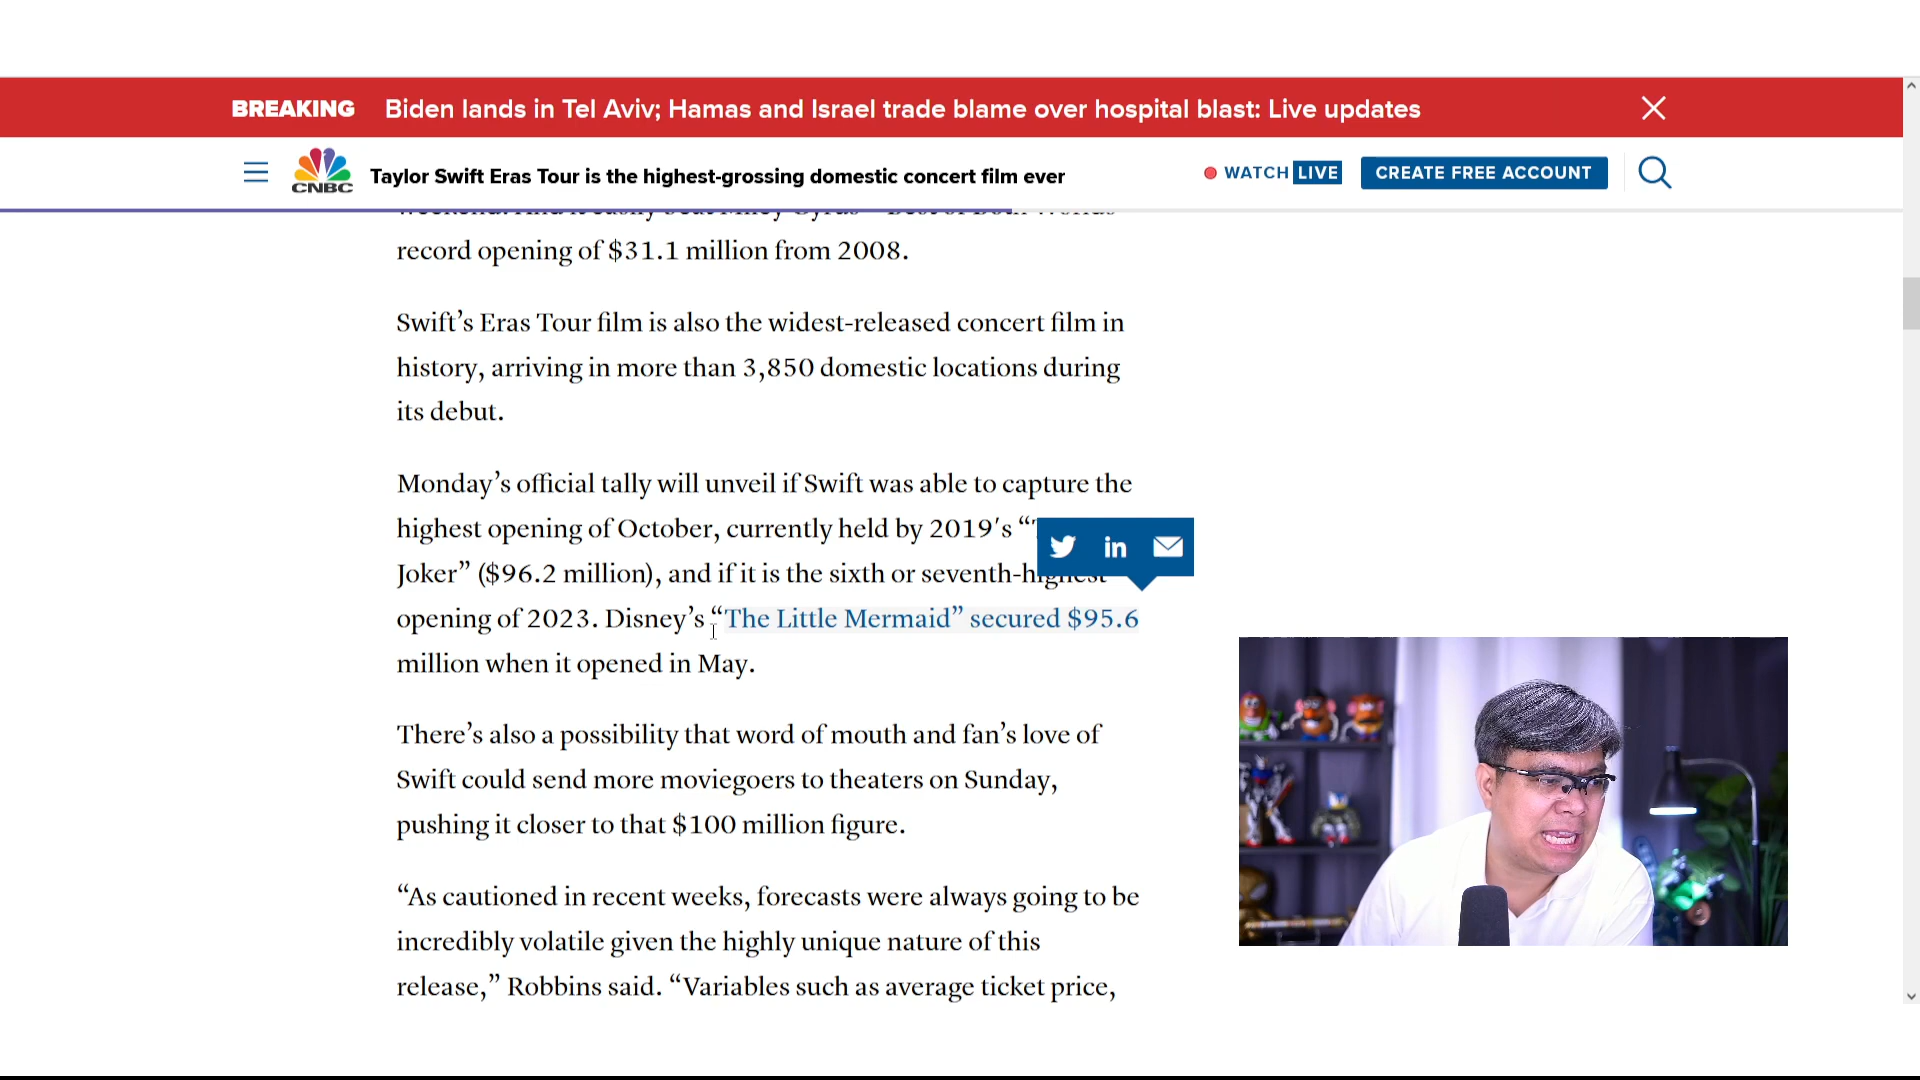 BREAKING Biden lands in Tel Aviv; Hamas and Israel trade blame over hospital blast: Live updates
CNBC Taylor Swift Eras Tour is the highest-grossing domestic concert film ever WATCH LIVE CREATE FREE ACCOUNT
record opening of $31.1 million from 2008.
Swift’s Eras Tour film is also the widest-released concert film in
history, arriving in more than 3,850 domestic locations during
its debut.
Monday’s official tally will unveil if Swift was able to capture the
highest opening of October, currently held by 2019′s “
Joker” ($96.2 million), and if it is the sixth or seventh-highest
in
opening of 2023. Disney’s “The Little Mermaid” secured $95.6
million when it opened in May.
There’s also a possibility that word of mouth and fan’s love of
Swift could send more moviegoers to theaters on Sunday,
pushing it closer to that $100 million figure.
“As cautioned in recent weeks, forecasts were always going to be
incredibly volatile given the highly unique nature of this
release,” Robbins said. “Variables such as average ticket price,